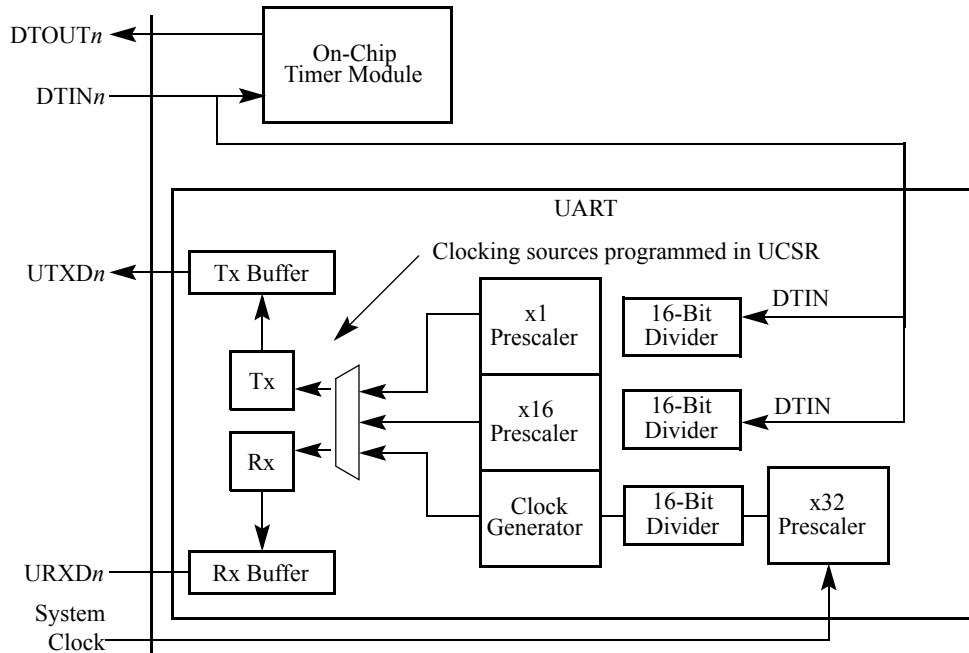 DTOUTn
On-Chip
Timer Module
DTINn
UART
Clocking sources programmed in UCSR
UTXDn
Tx Buffer
x1
Prescaler
16-Bit
Divider
DTIN
Tx
x16
Prescaler
16-Bit
Divider
DTIN
Rx
Clock
Generator
16-Bit
Divider
x32
Prescaler
URXDn
Rx Buffer
System
Clock